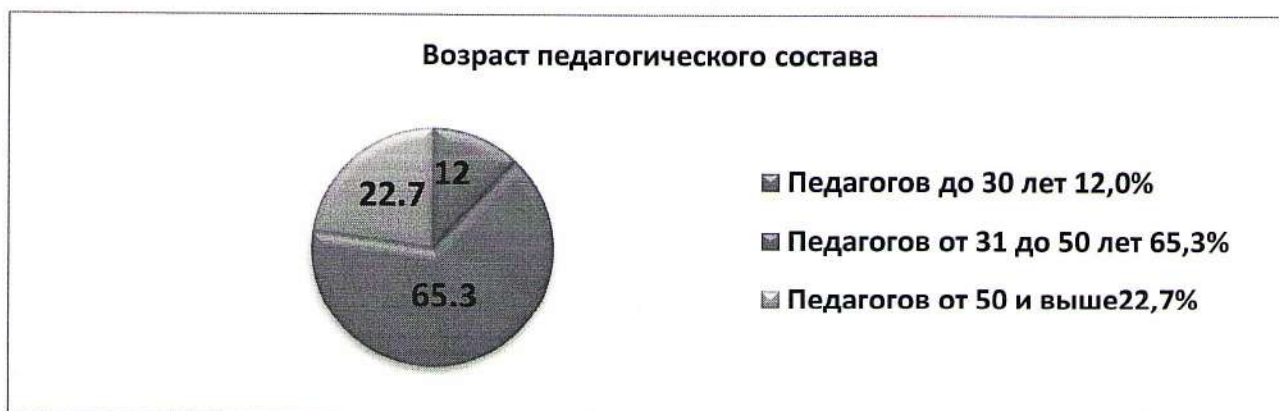 Возраст педагогического состава
12
22.7
65.3
Педагогов до 30 лет 12,0%
Педагогов от 31 до 50 лет 65,3%
Педагогов от 50 и выше22,7%